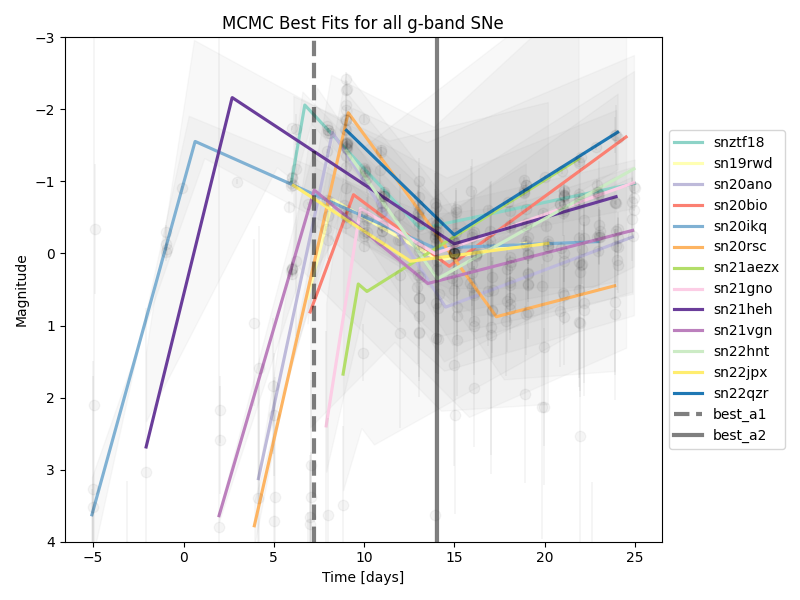 MCMC Best Fits for all g-band SNe
−3
−2
−1
0
1
2
3
4
Magnitude
−5
0
5
10
15
20
25
Time [days]
snztf18
sn19rwd
sn20ano
sn20bio
sn20ikq
sn20rsc
sn21aezx
sn21gno
sn21heh
sn21vgn
sn22hnt
sn22jpx
sn22qzr
best_a1
best_a2